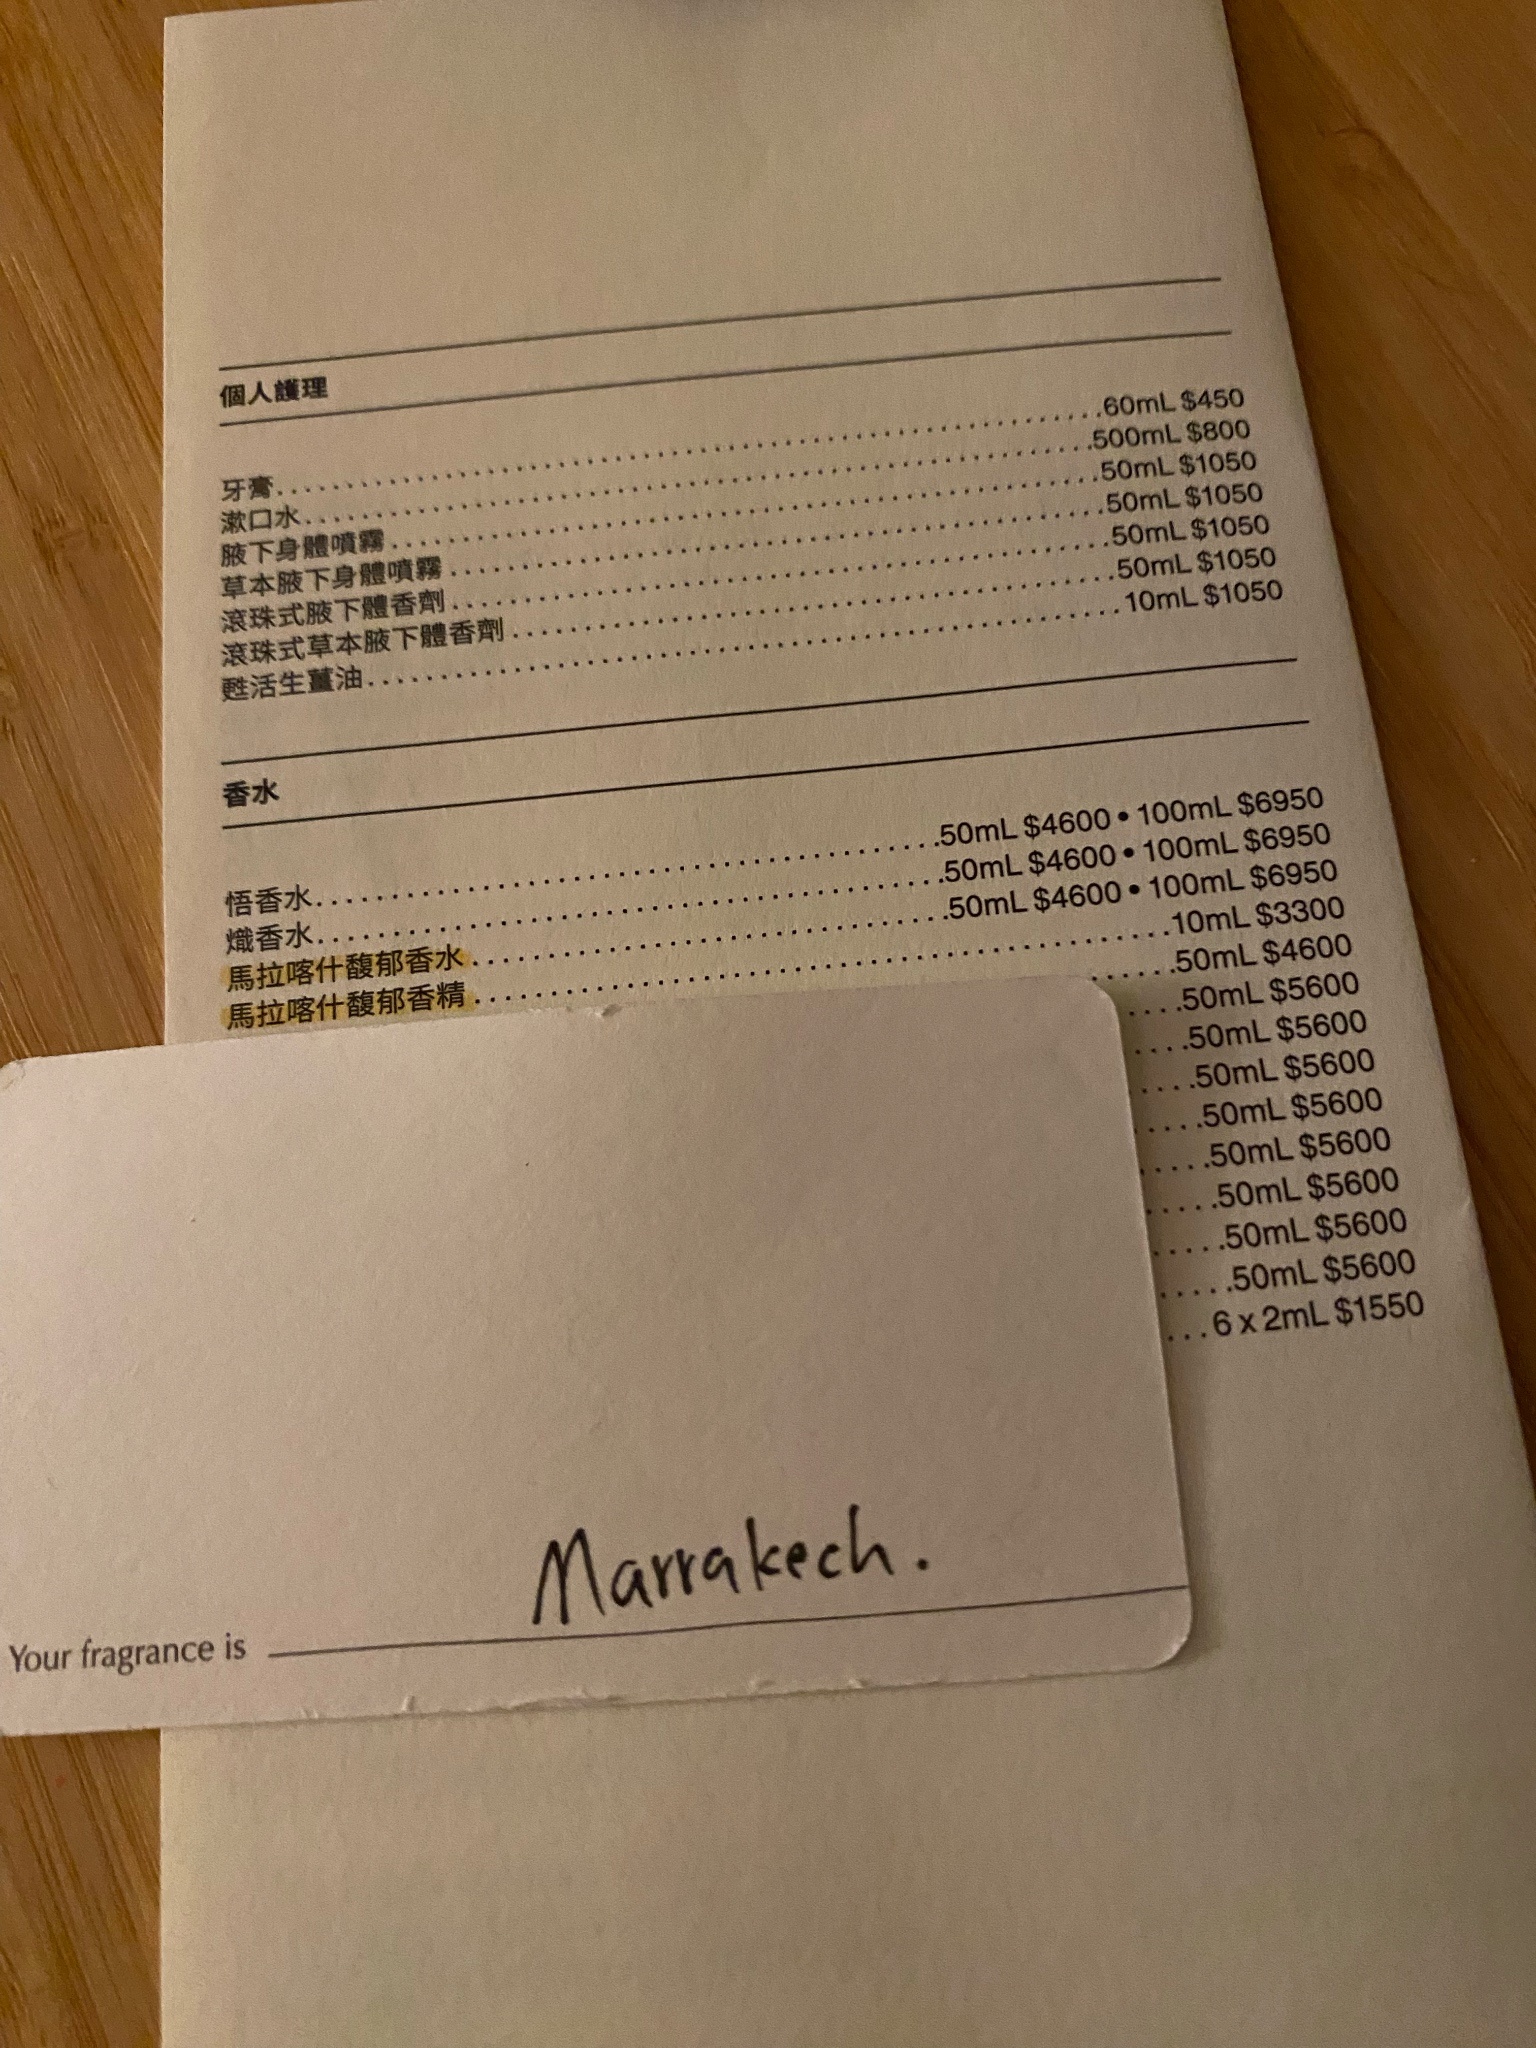 個人護理
牙膏........................60mL $450
漱口水........................500mL $800
腋下身體噴霧........................50mL $1050
草本腋下身體噴霧........................50mL $1050
滾珠式腋下體香劑........................50mL $1050
滾珠式草本腋下體香劑........................50mL $1050
甦活生薑油........................10mL $1050
香水
悟香水........................50mL $4600 • 100mL $6950
熾香水........................50mL $4600 • 100mL $6950
馬拉喀什馥郁香水........................50mL $4600 • 100mL $6950
馬拉喀什馥郁香精........................10mL $3300
....50mL $4600
....50mL $5600
....50mL $5600
....50mL $5600
....50mL $5600
....50mL $5600
....50mL $5600
....50mL $5600
....50mL $5600
...6 x 2mL $1550
Marrakech.
Your fragrance is